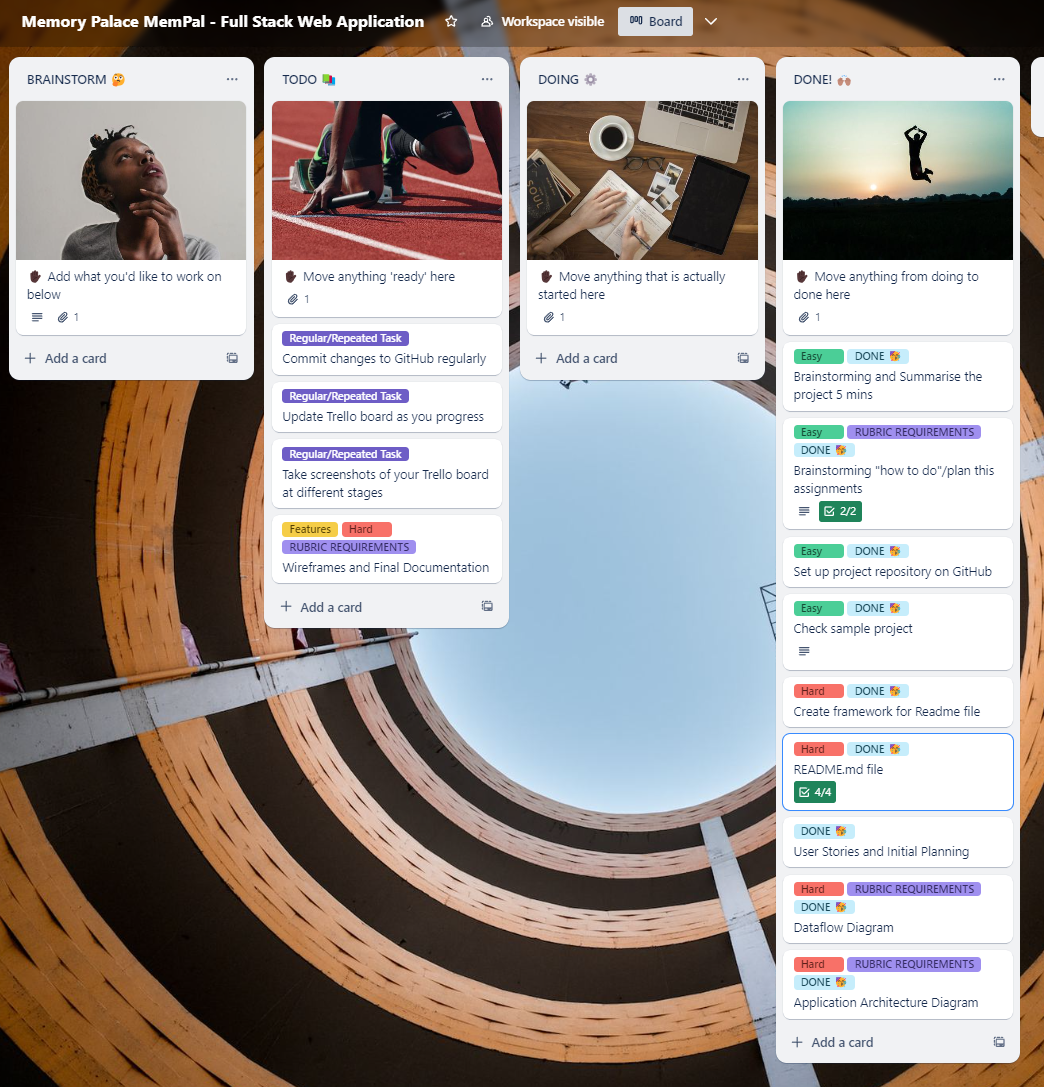 Memory Palace MemPal - Full Stack Web Application
Workspace visible
Board
BRAINSTORM 🤔
Add what you'd like to work on
below
1
Add a card
TODO
Move anything 'ready' here
1
Regular/Repeated Task
Commit changes to GitHub regularly
Regular/Repeated Task
Update Trello board as you progress
Regular/Repeated Task
Take screenshots of your Trello board
at different stages
Features Hard
RUBRIC REQUIREMENTS
Wireframes and Final Documentation
Add a card
DOING ⚙️
SOUL
Move anything that is actually
started here
1
Add a card
DONE! 🙌🏽
Move anything from doing to
done here
1
Easy DONE
Brainstorming and Summarise the
project 5 mins
Easy RUBRIC REQUIREMENTS
DONE
Brainstorming "how to do"/plan this
assignments
2/2
Easy DONE
Set up project repository on GitHub
Easy DONE
Check sample project
Hard DONE
Create framework for Readme file
Hard DONE
README.md file
4/4
DONE
User Stories and Initial Planning
Hard RUBRIC REQUIREMENTS
DONE
Dataflow Diagram
Hard RUBRIC REQUIREMENTS
DONE
Application Architecture Diagram
Add a card